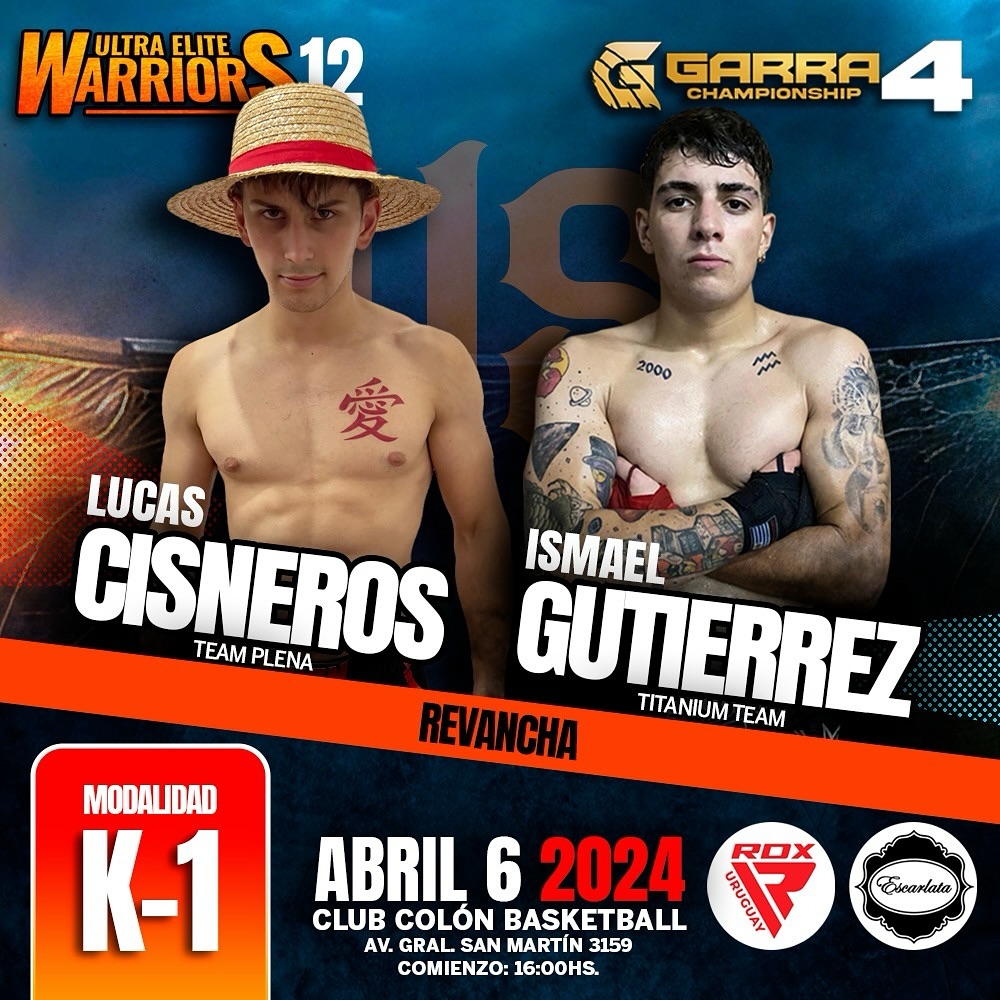 ULTRA ELITE
WARRIORS 12
GARRA 4
CHAMPIONSHIP
VS
愛
2000
LUCAS
CISNEROS
TEAM PLENA
ISMAEL
GUTIERREZ
TITANIUM TEAM
REVANCHA
MODALIDAD
K-1
ABRIL 6 2024
CLUB COLÓN BASKETBALL
AV. GRAL. SAN MARTÍN 3159
COMIENZO: 16:00HS.
RDX
URUGUAY
Escarlata